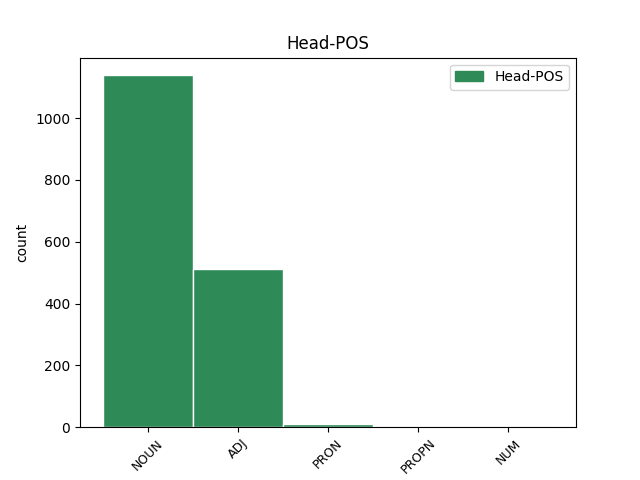 Head-POS
Head-POS
count
1000
800
600
400
200
0
NOUN
ADJ
PRON
PROPN
NUM